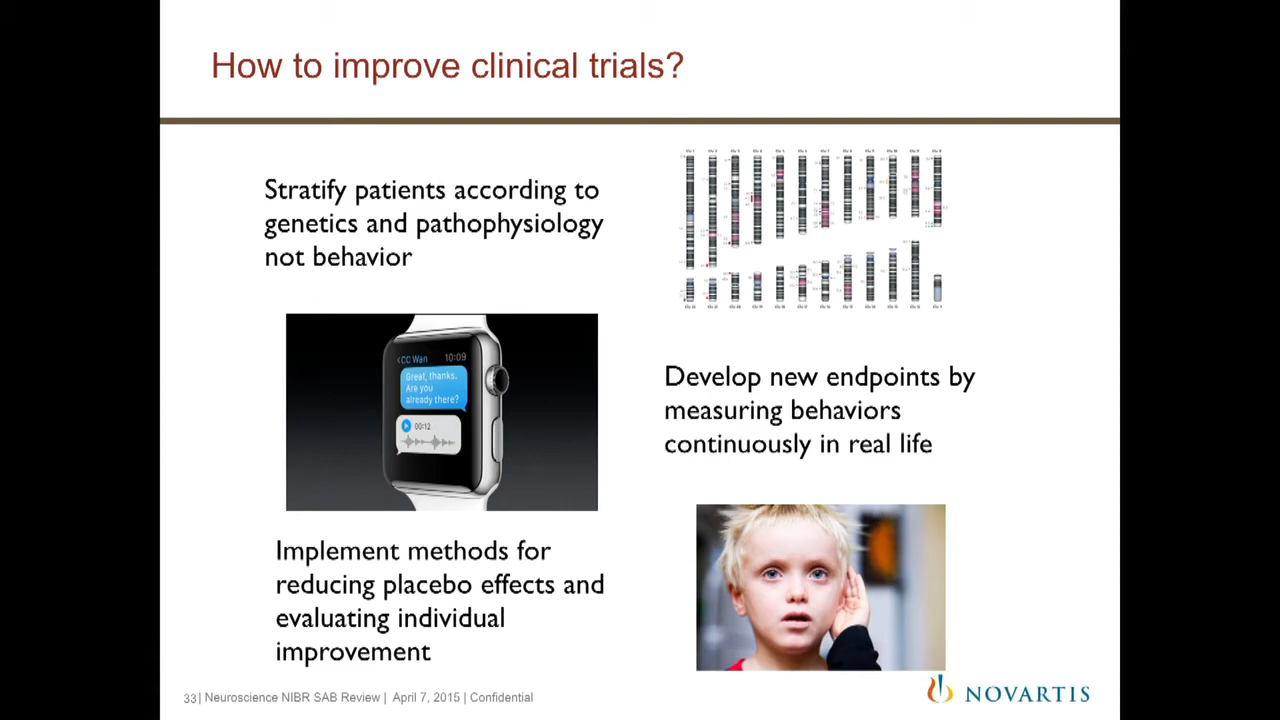 How to improve clinical trials?
Stratify patients according to
genetics and pathophysiology
not behavior
<CC Wan 10:09
Great, thanks.
Are you
already there?
00:12
Develop new endpoints by
measuring behaviors
continuously in real life
Implement methods for
reducing placebo effects and
evaluating individual
improvement
33| Neuroscience NIBR SAB Review | April 7, 2015 | Confidential
NOVARTIS